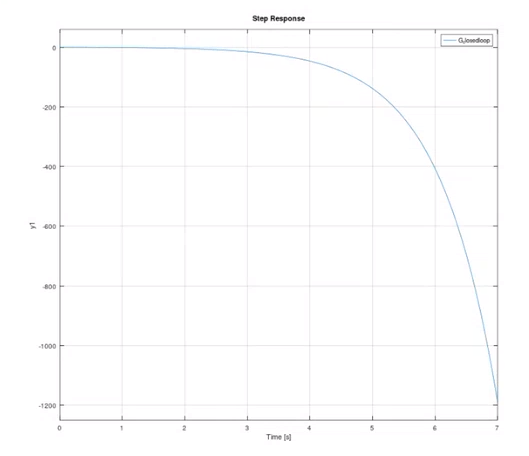 Step Response
G_closedloop
0
-200
-400
-600
-800
-1000
-1200
y1
0 1 2 3 4 5 6 7
Time [s]